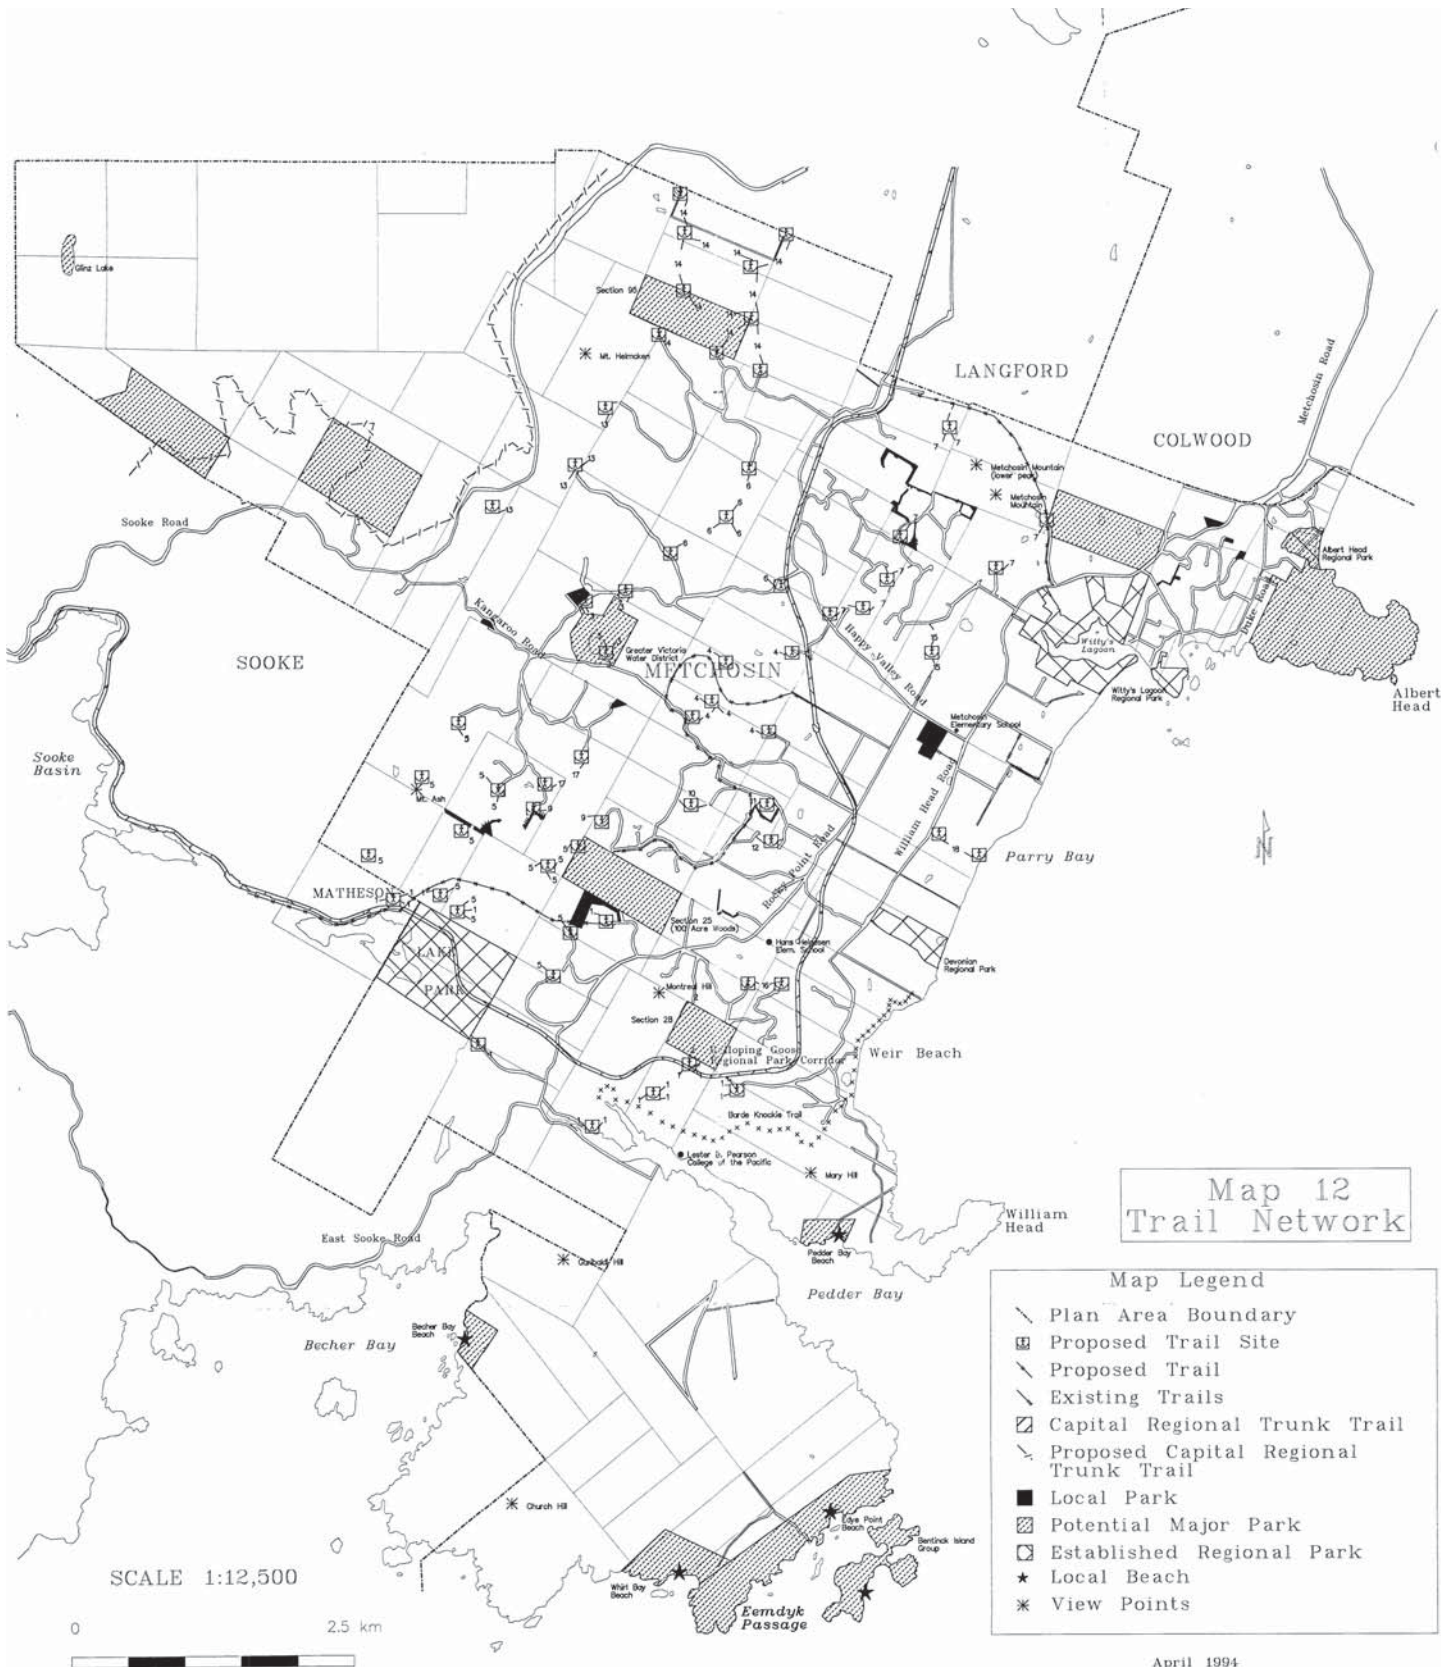 Glinz Lake
Section 98
Mt. Helmcken
LANGFORD
COLWOOD
Metchosin Road
Metchosin Mountain
(lower peak)
Metchosin
Mountain
Sooke Road
Albert Head
Regional Park
Duke Road
Kangaroo Road
Happy Valley Road
Greater Victoria
Water District
Witty's
Lagoon
Witty's Lagoon
Regional Park
SOOKE
METCHOSIN
Albert
Head
Metchosin
Elementary School
Sooke
Basin
Mt. Ash
William Head Road
Rocky Point Road
Parry Bay
MATHESON
LAKE
PARK
Section 25
(100 Acre Woods)
Hans Helgesen
Elem. School
Devonian
Regional Park
Montreal Hill
Section 28
Galloping Goose
Regional Park Corridor
Weir Beach
Barde Knockie Trail
Lester B. Pearson
College of the Pacific
Mary Hill
William
Head
East Sooke Road
Pedder Bay
Beach
Pedder Bay
Becher Bay
Beach
Becher Bay
Church Hill
Edye Point
Beach
Bentinck Island
Group
Whirl Bay
Beach
Eemdyk
Passage
Map 12
Trail Network
Map Legend
Plan Area Boundary
Proposed Trail Site
Proposed Trail
Existing Trails
Capital Regional Trunk Trail
Proposed Capital Regional
Trunk Trail
Local Park
Potential Major Park
Established Regional Park
Local Beach
View Points
SCALE 1:12,500
0 2.5 km
April 1994